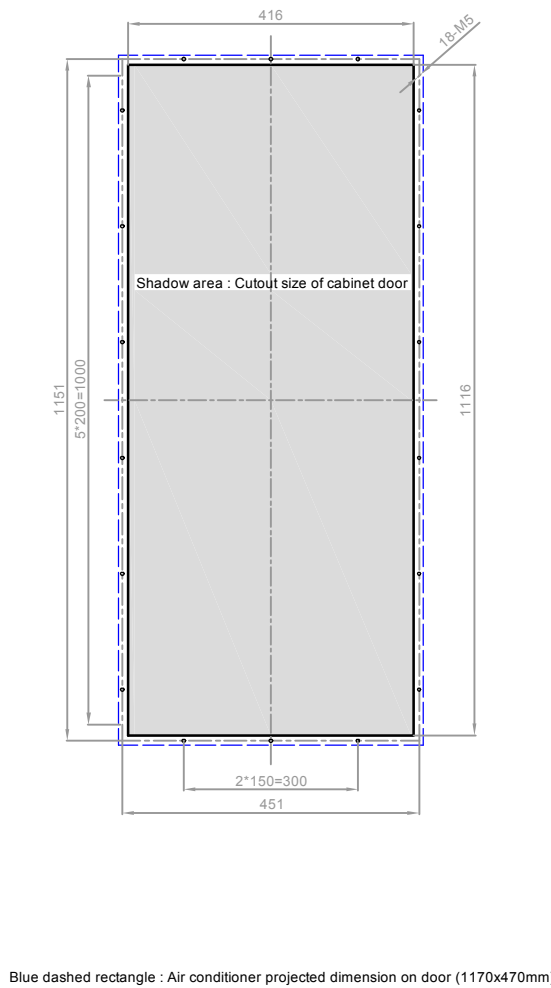 416
18-M5
Shadow area : Cutout size of cabinet door
1151
5*200=1000
1116
2*150=300
451
Blue dashed rectangle : Air conditioner projected dimension on door (1170x470mm)